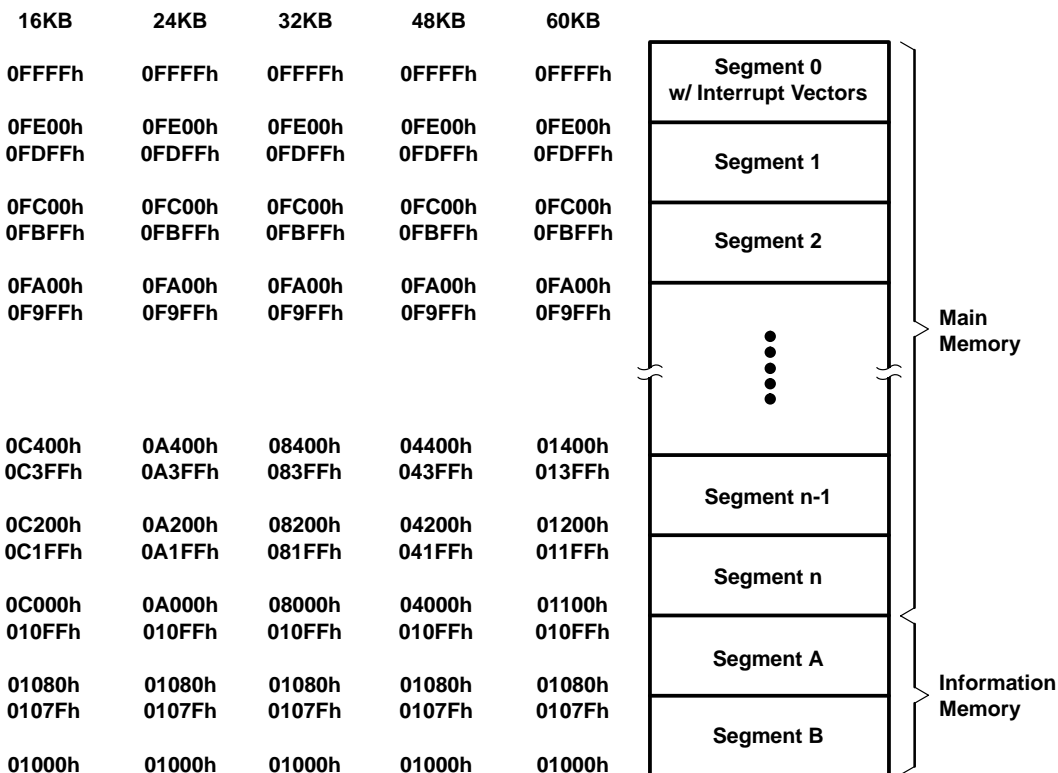 16KB 24KB 32KB 48KB 60KB
0FFFFh 0FFFFh 0FFFFh 0FFFFh 0FFFFh
Segment 0
w/ Interrupt Vectors
0FE00h 0FE00h 0FE00h 0FE00h 0FE00h
0FDFFh 0FDFFh 0FDFFh 0FDFFh 0FDFFh
Segment 1
0FC00h 0FC00h 0FC00h 0FC00h 0FC00h
0FBFFh 0FBFFh 0FBFFh 0FBFFh 0FBFFh
Segment 2
0FA00h 0FA00h 0FA00h 0FA00h 0FA00h
0F9FFh 0F9FFh 0F9FFh 0F9FFh 0F9FFh
Main
Memory
0C400h 0A400h 08400h 04400h 01400h
0C3FFh 0A3FFh 083FFh 043FFh 013FFh
Segment n-1
0C200h 0A200h 08200h 04200h 01200h
0C1FFh 0A1FFh 081FFh 041FFh 011FFh
Segment n
0C000h 0A000h 08000h 04000h 01100h
010FFh 010FFh 010FFh 010FFh 010FFh
Segment A
01080h 01080h 01080h 01080h 01080h
0107Fh 0107Fh 0107Fh 0107Fh 0107Fh
Information
Memory
Segment B
01000h 01000h 01000h 01000h 01000h